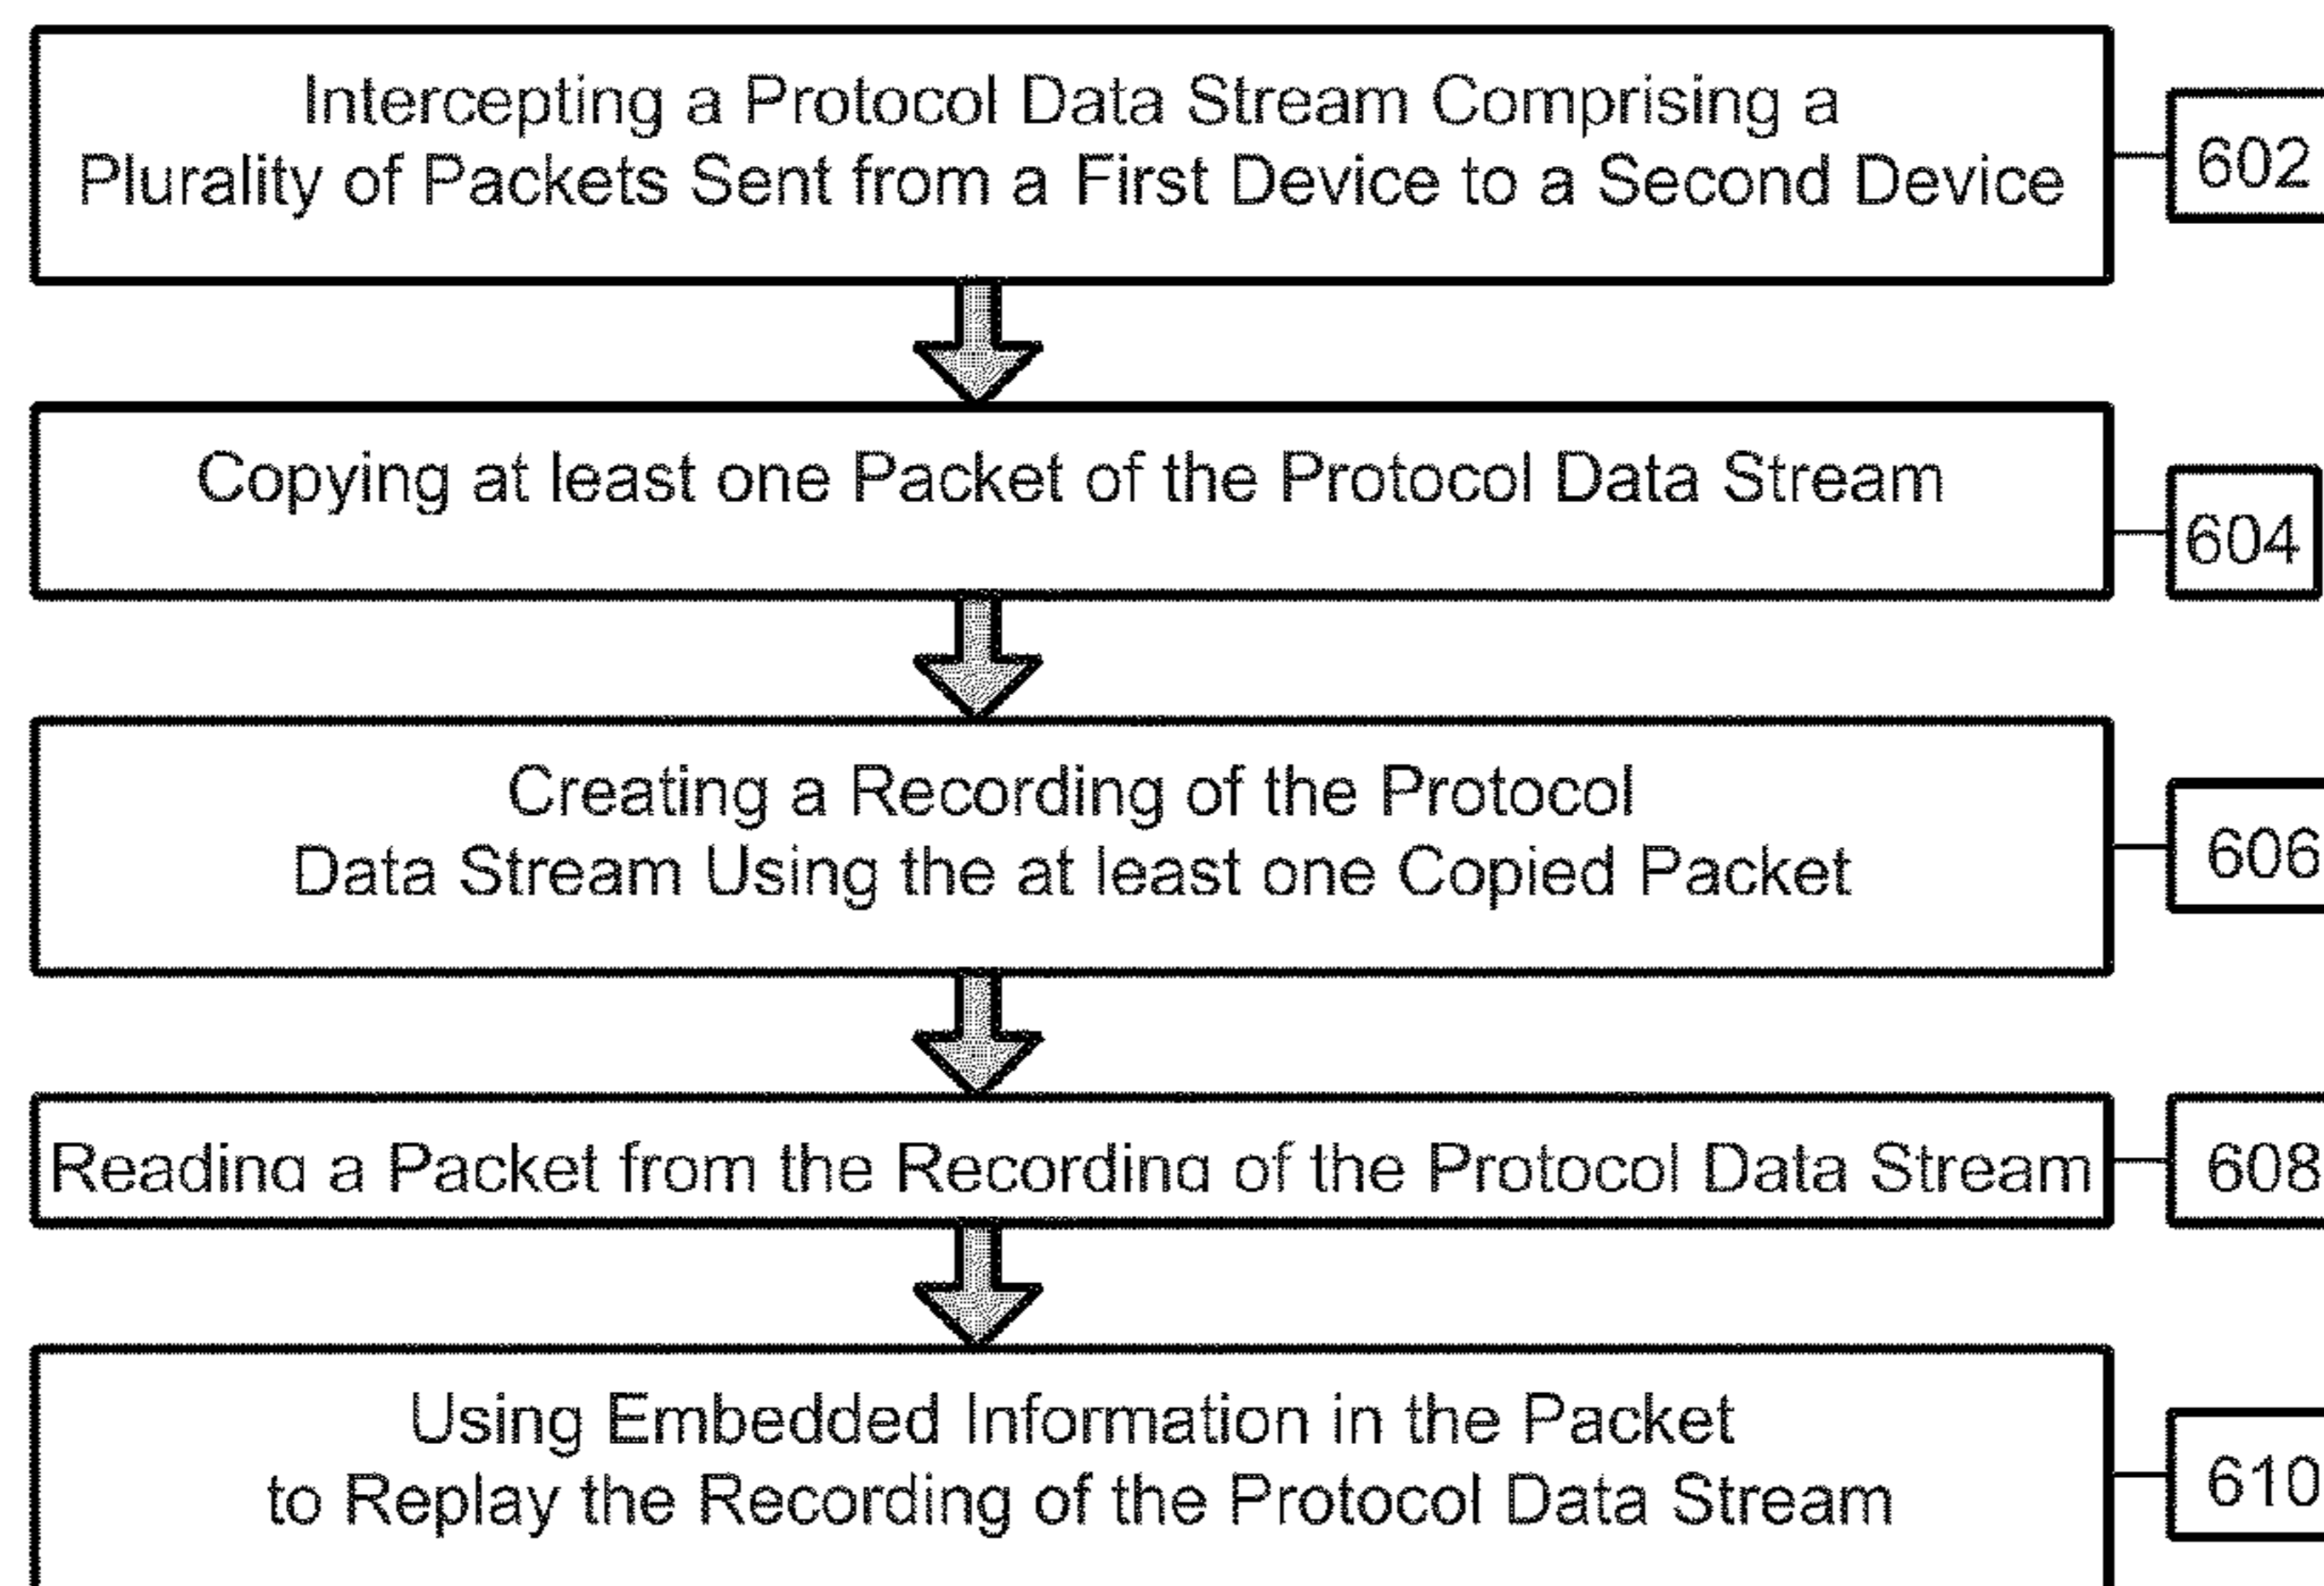 Intercepting a Protocol Data Stream Comprising a
Plurality of Packets Sent from a First Device to a Second Device
602
Copying at least one Packet of the Protocol Data Stream
604
Creating a Recording of the Protocol
Data Stream Using the at least one Copied Packet
606
Reading a Packet from the Recording of the Protocol Data Stream
608
Using Embedded Information in the Packet
to Replay the Recording of the Protocol Data Stream
610